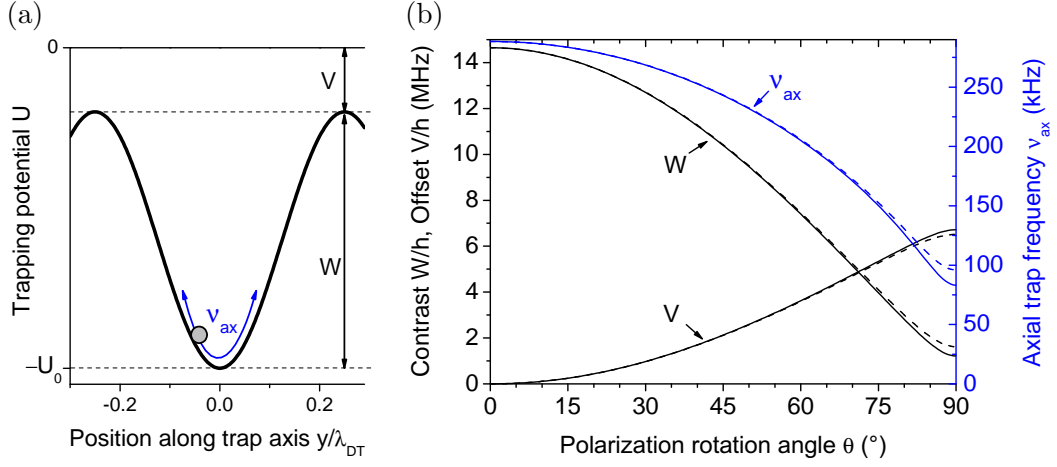 (a)
(b)
0
V
W
ν_ax
−U_0
Trapping potential U
-0.2
0.0
0.2
Position along trap axis y/λ_DT
Contrast W/h, Offset V/h (MHz)
14
12
10
8
6
4
2
0
ν_ax
W
V
250
200
150
100
50
0
Axial trap frequency ν_ax (kHz)
0
15
30
45
60
75
90
Polarization rotation angle θ (°)